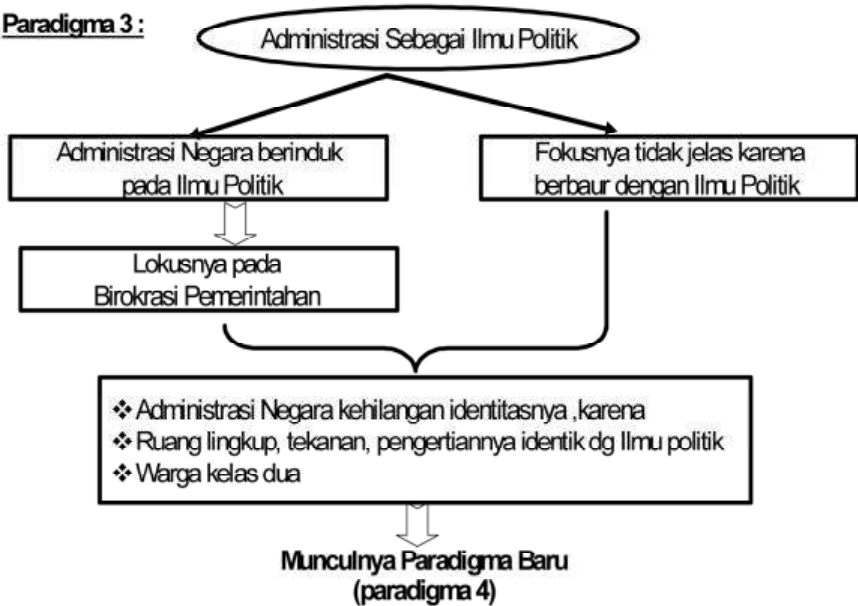 Paradigma 3 :
Administrasi Sebagai Ilmu Politik
Administrasi Negara berinduk
pada Ilmu Politik
Fokusnya tidak jelas karena
berbaur dengan Ilmu Politik
Lokusnya pada
Birokrasi Pemerintahan
❖ Administrasi Negara kehilangan identitasnya ,karena
❖ Ruang lingkup, tekanan, pengertiannya identik dg Ilmu politik
❖ Warga kelas dua
Munculnya Paradigma Baru
(paradigma 4)